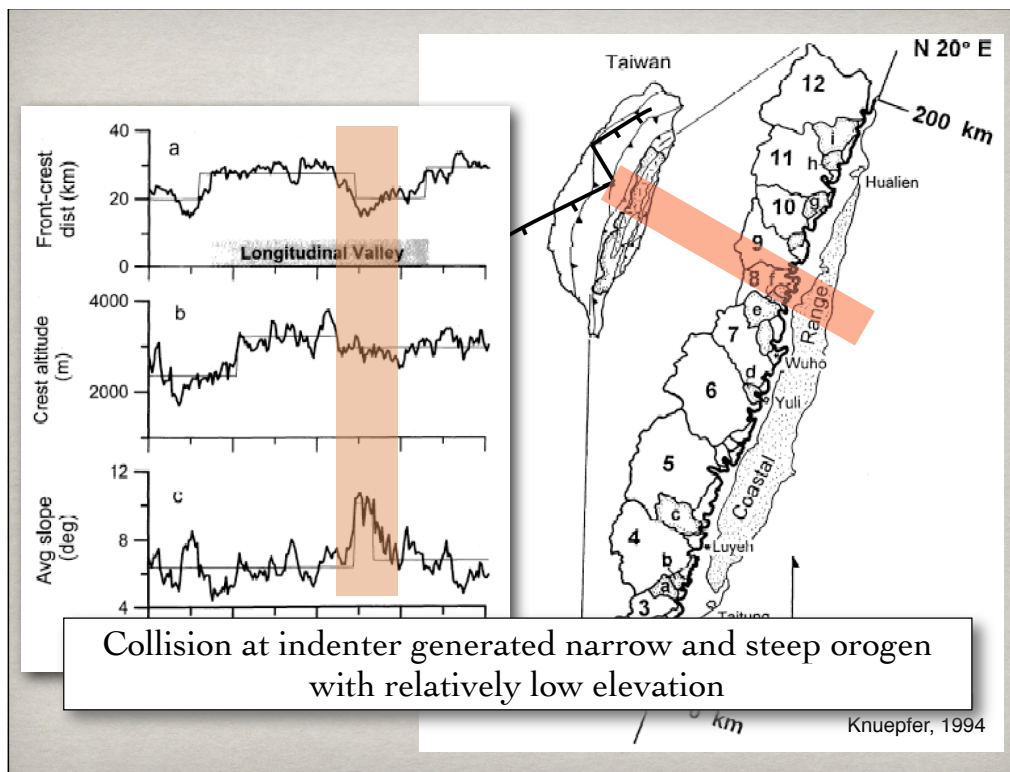 40
20
0
Front-crest
dist (km)
a
Longitudinal Valley
4000
2000
Crest altitude
(m)
b
12
8
4
Avg slope
(deg)
c
Taiwan
N 20° E
200 km
12
i
11
h
Hualien
10
g
9
8
f
e
7
Range
Wuho
d
6
Yuli
5
Coastal
c
4
Luyeh
b
a
3
Taitung
Collision at indenter generated narrow and steep orogen
with relatively low elevation
km
Knuepfer, 1994